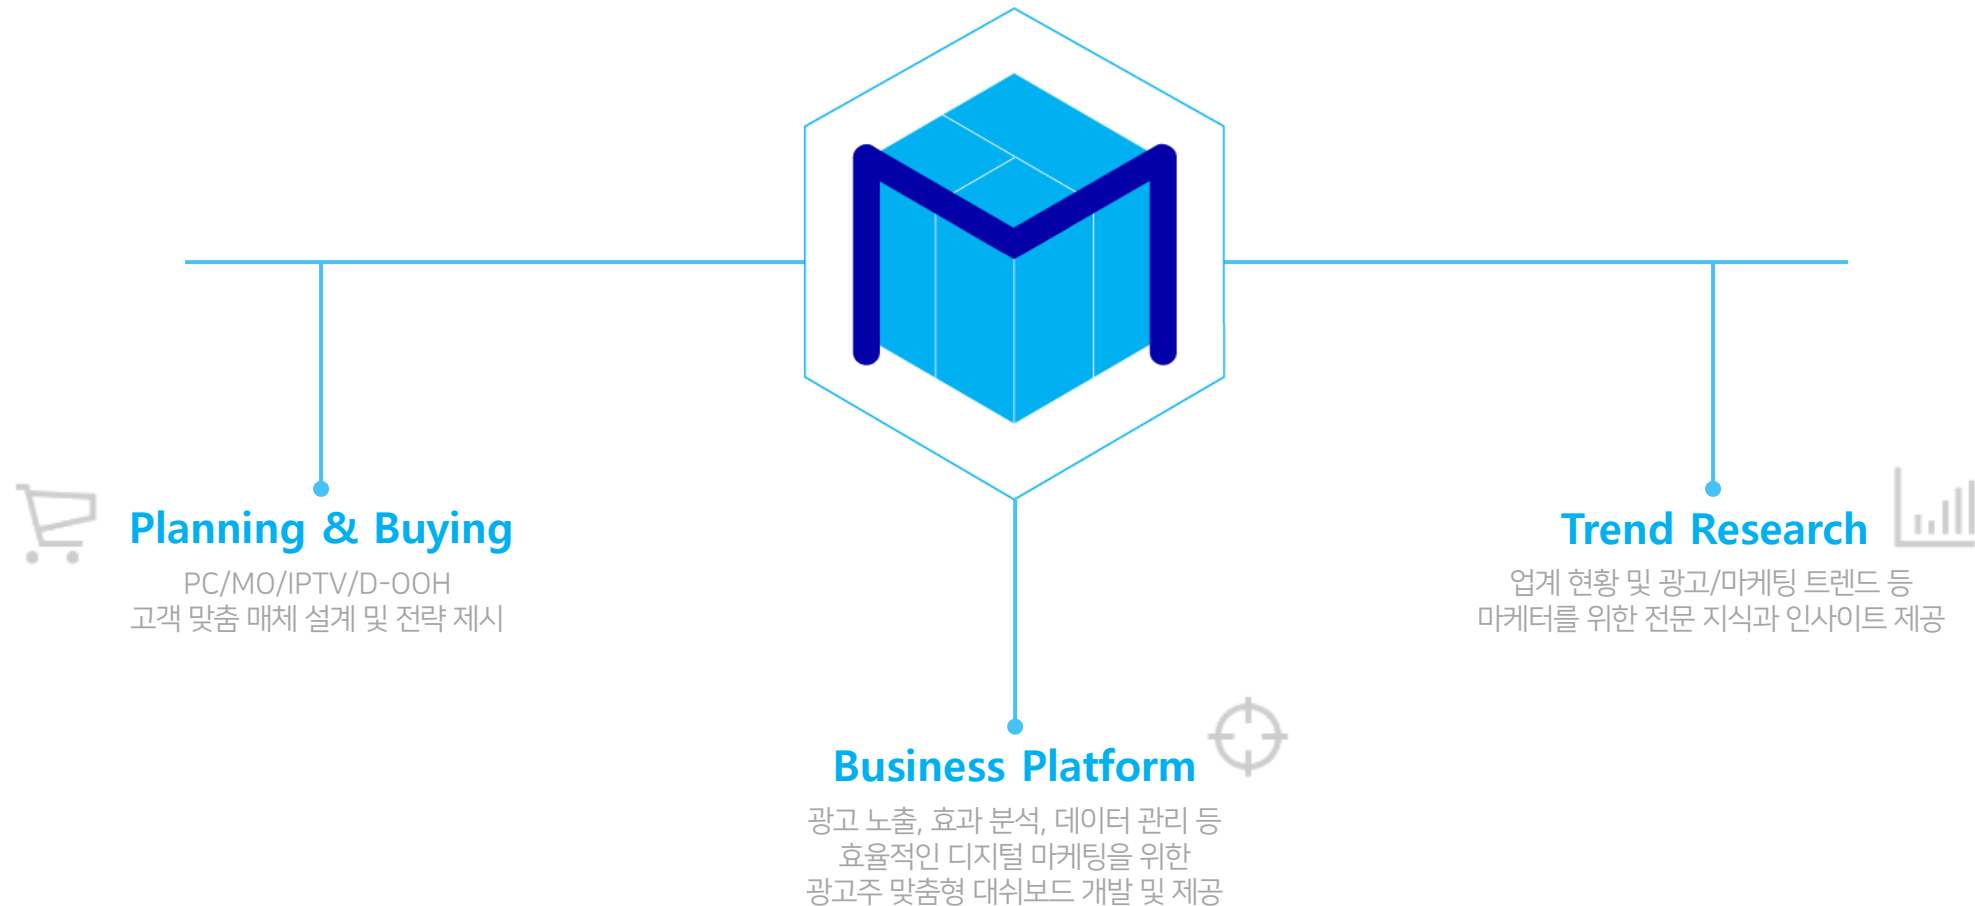 Planning & Buying
PC/MO/IPTV/D-OOH
고객 맞춤 매체 설계 및 전략 제시
Trend Research
업계 현황 및 광고/마케팅 트렌드 등
마케터를 위한 전문 지식과 인사이트 제공
Business Platform
광고 노출, 효과 분석, 데이터 관리 등
효율적인 디지털 마케팅을 위한
광고주 맞춤형 대쉬보드 개발 및 제공